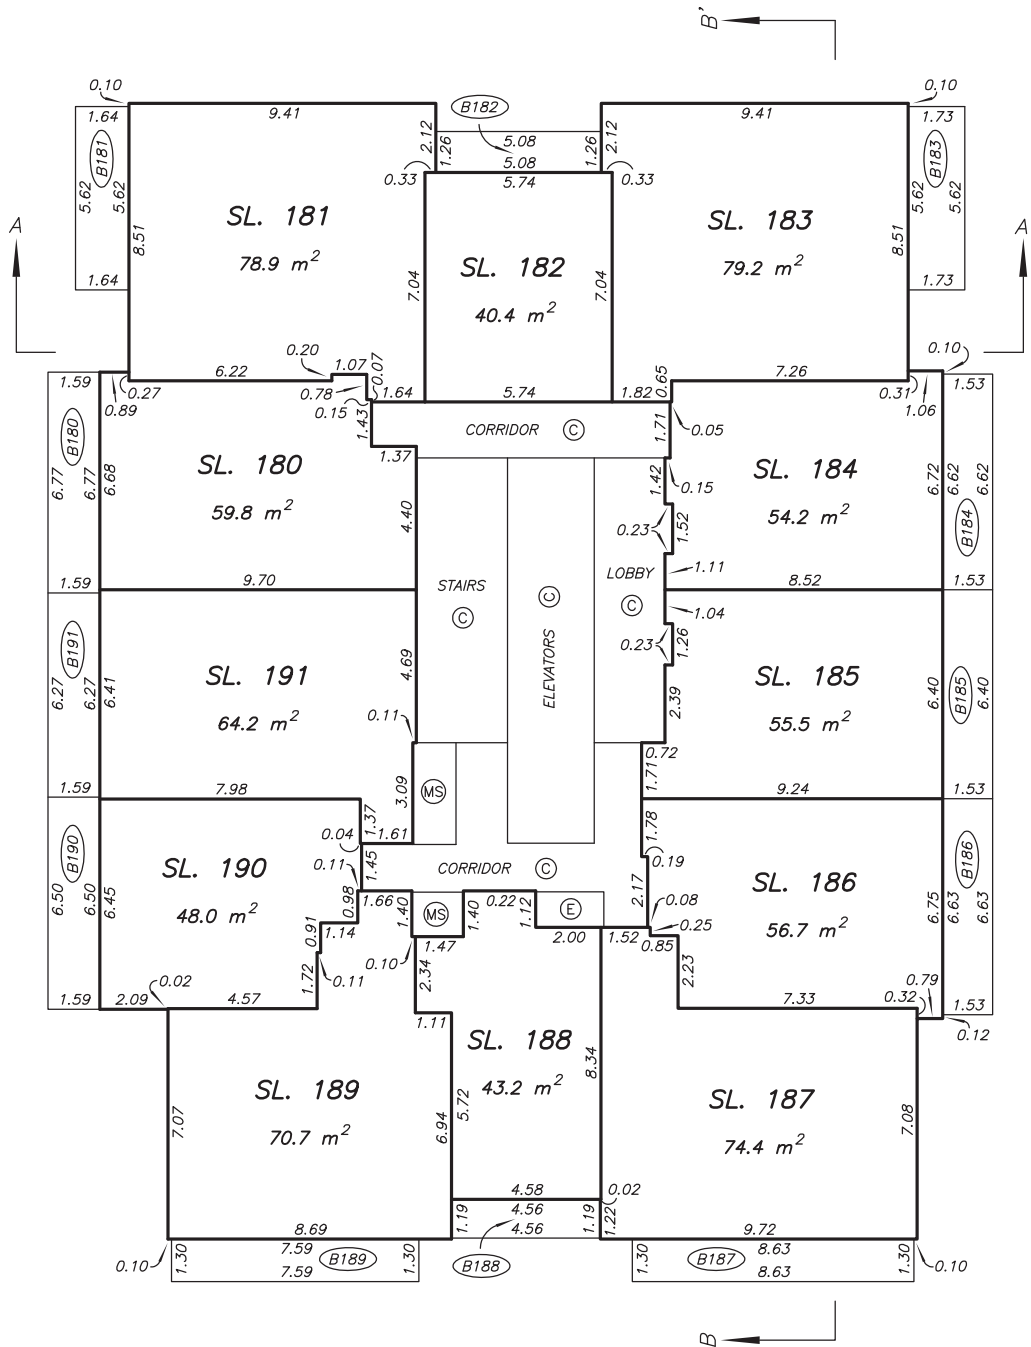 B'
0.10
0.10
1.64
9.41
B182
9.41
1.73
B181
2.12
1.26
5.08
1.26
2.12
B183
5.08
0.33
5.74
0.33
5.62
5.62
5.62
5.62
A
SL. 181
SL. 183
A
8.51
8.51
78.9 m²
SL. 182
79.2 m²
1.64
7.04
7.04
1.73
40.4 m²
0.20
1.07
0.07
0.65
0.10
1.59
6.22
0.78
7.26
1.53
0.27
1.64
5.74
1.82
0.31
0.89
0.15
1.06
B180
1.43
CORRIDOR C
1.71
0.05
1.37
6.77
6.77
6.68
SL. 180
1.42
0.15
SL. 184
6.72
6.62
6.62
59.8 m²
4.40
0.23
1.52
54.2 m²
B184
STAIRS
LOBBY
1.11
1.59
9.70
8.52
1.53
C
C
C
1.04
B191
0.23
1.26
ELEVATORS
6.27
6.27
6.41
SL. 191
4.69
2.39
SL. 185
6.40
B185
6.40
64.2 m²
0.11
55.5 m²
0.72
1.59
7.98
3.09
MS
1.71
9.24
1.53
1.37
1.61
1.78
0.04
B190
SL. 190
0.11
1.45
CORRIDOR C
0.19
B186
SL. 186
6.50
6.50
6.45
0.98
1.66
1.40
MS
1.40
0.22
1.12
E
2.17
0.08
6.75
6.63
6.63
48.0 m²
0.91
1.14
0.25
56.7 m²
1.47
2.00
1.52
0.85
0.10
0.02
1.72
0.11
2.34
2.23
0.79
1.59
2.09
4.57
7.33
0.32
1.53
1.11
0.12
SL. 188
8.34
SL. 189
43.2 m²
SL. 187
7.07
5.72
7.08
70.7 m²
6.94
74.4 m²
4.58
0.02
1.19
4.56
1.19
1.22
8.69
4.56
9.72
0.10
1.30
7.59
B189
1.30
B188
1.30
B187
8.63
1.30
0.10
7.59
8.63
B